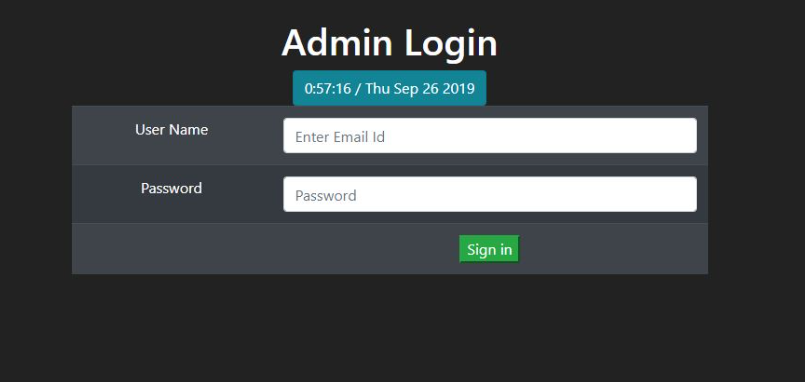 Admin Login
0:57:16 / Thu Sep 26 2019
User Name
Enter Email Id
Password
Password
Sign in